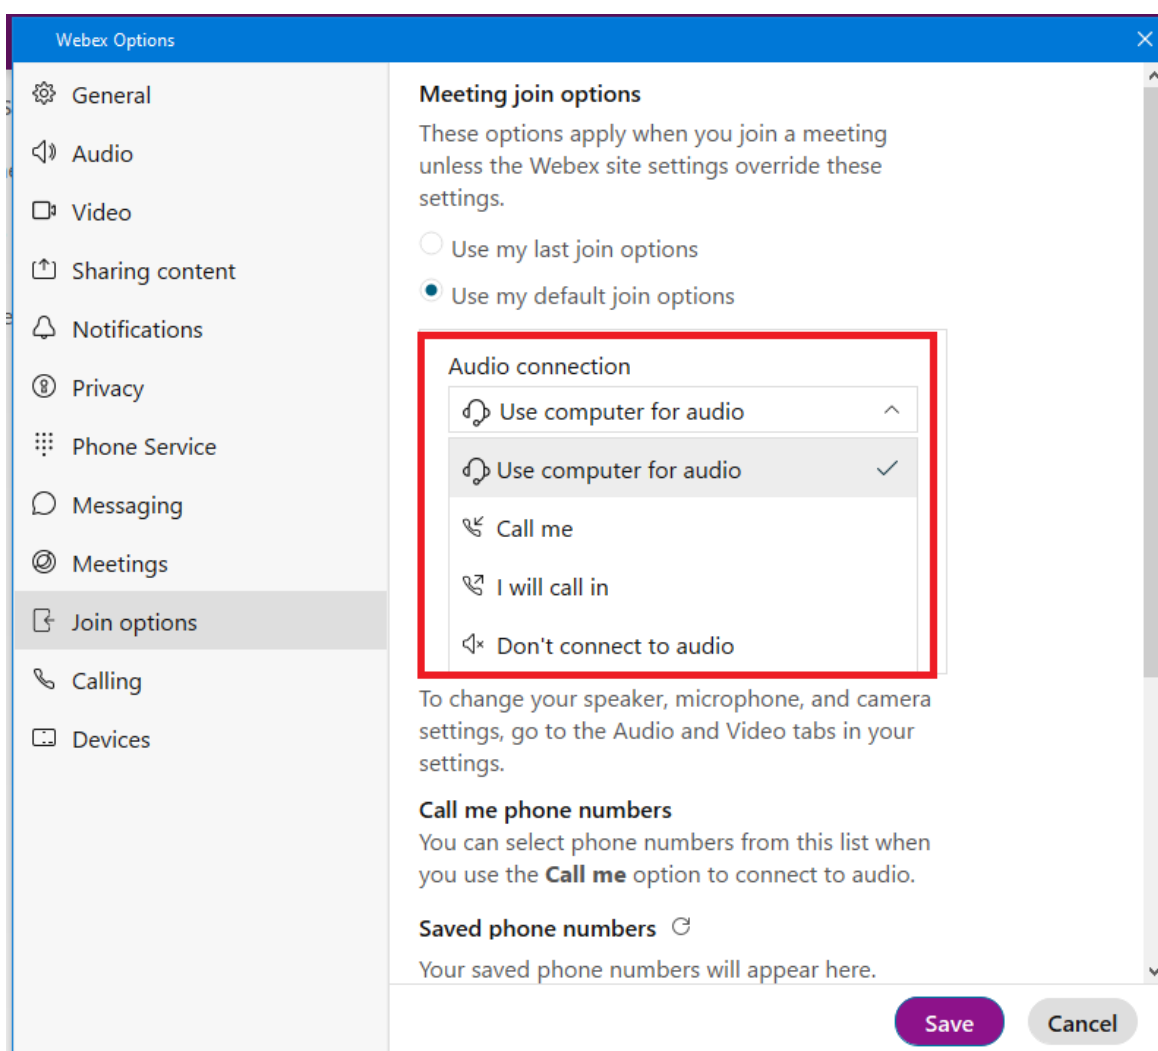 Webex Options
General
Audio
Video
Sharing content
Notifications
Privacy
Phone Service
Messaging
Meetings
Join options
Calling
Devices
Meeting join options
These options apply when you join a meeting
unless the Webex site settings override these
settings.
Use my last join options
Use my default join options
Audio connection
Use computer for audio
Use computer for audio
Call me
I will call in
Don't connect to audio
To change your speaker, microphone, and camera
settings, go to the Audio and Video tabs in your
settings.
Call me phone numbers
You can select phone numbers from this list when
you use the Call me option to connect to audio.
Saved phone numbers
Your saved phone numbers will appear here.
Save
Cancel